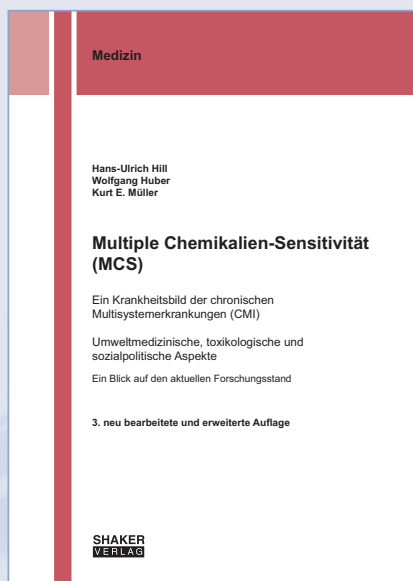 Medizin
Hans-Ulrich Hill
Wolfgang Huber
Kurt E. Müller
Multiple Chemikalien-Sensitivität
(MCS)
Ein Krankheitsbild der chronischen
Multisystemerkrankungen (CMI)
Umweltmedizinische, toxikologische und
sozialpolitische Aspekte
Ein Blick auf den aktuellen Forschungsstand
3. neu bearbeitete und erweiterte Auflage
SHAKER
VERLAG